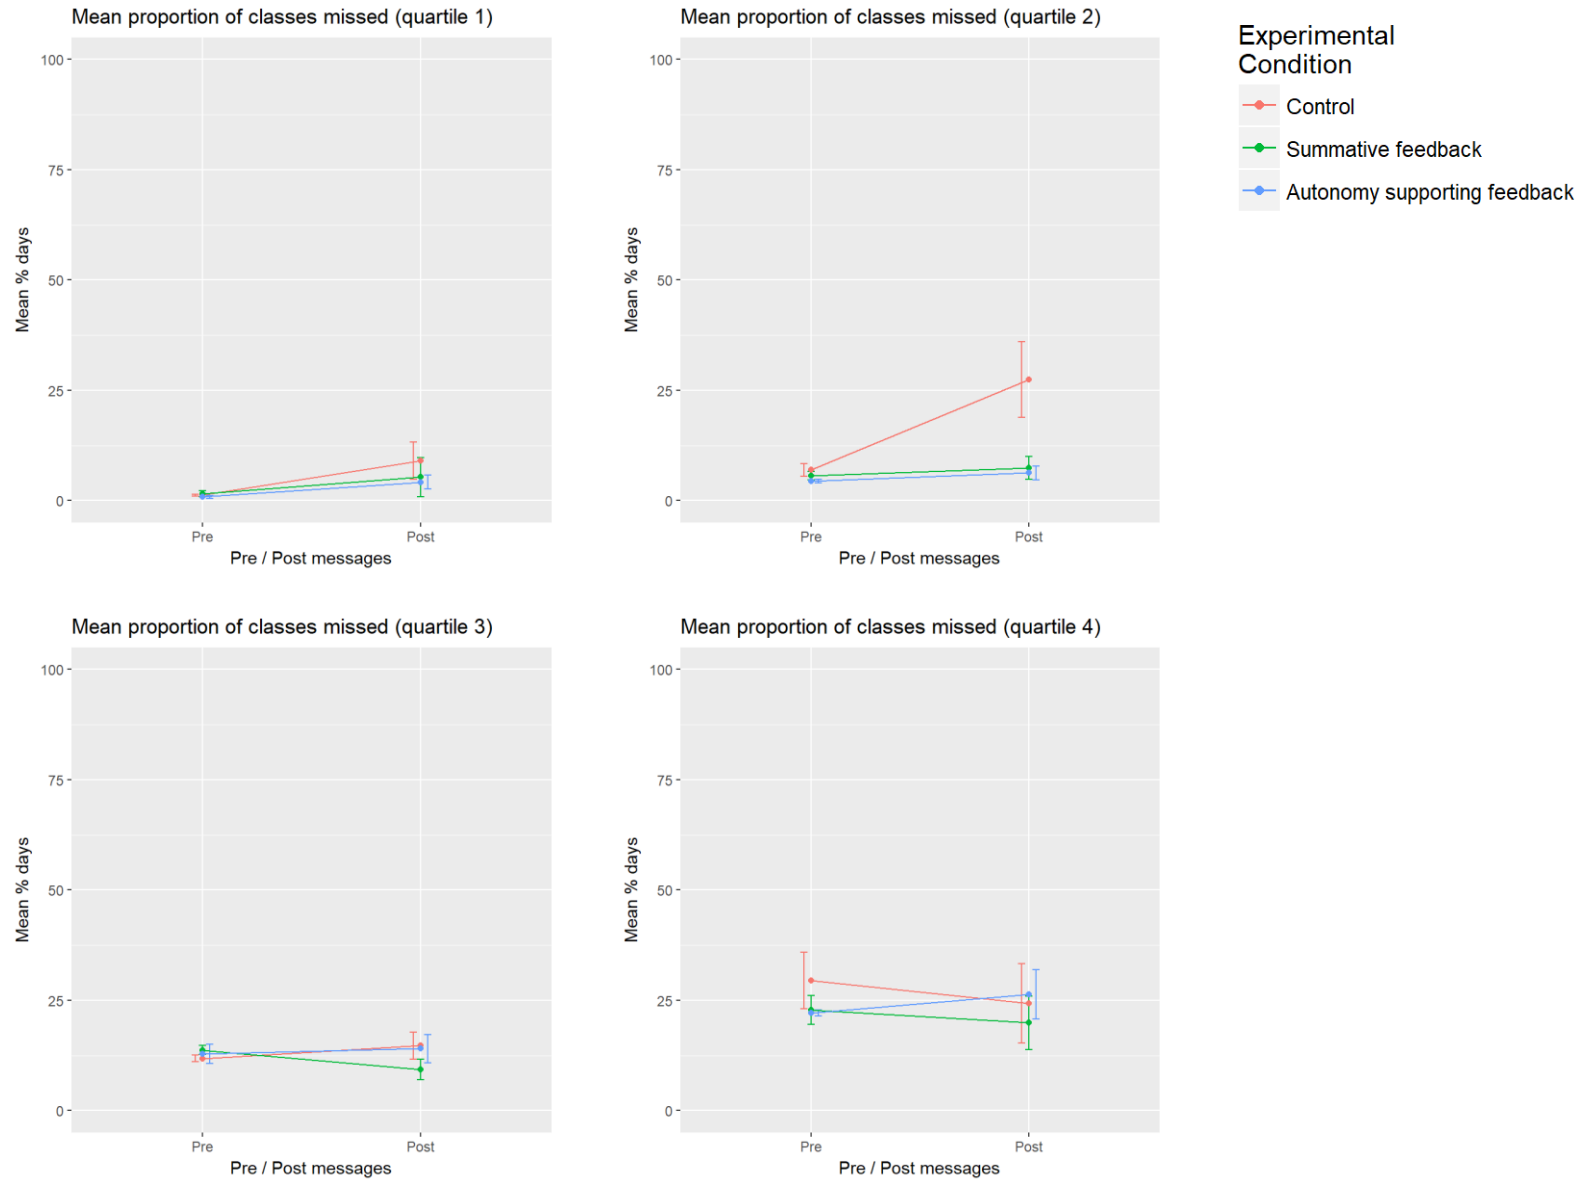 Mean proportion of classes missed (quartile 1)
100
75
50
25
0
Mean % days
Pre
Post
Pre / Post messages
Mean proportion of classes missed (quartile 2)
100
75
50
25
0
Mean % days
Pre
Post
Pre / Post messages
Experimental
Condition
Control
Summative feedback
Autonomy supporting feedback
Mean proportion of classes missed (quartile 3)
100
75
50
25
0
Mean % days
Pre
Post
Pre / Post messages
Mean proportion of classes missed (quartile 4)
100
75
50
25
0
Mean % days
Pre
Post
Pre / Post messages